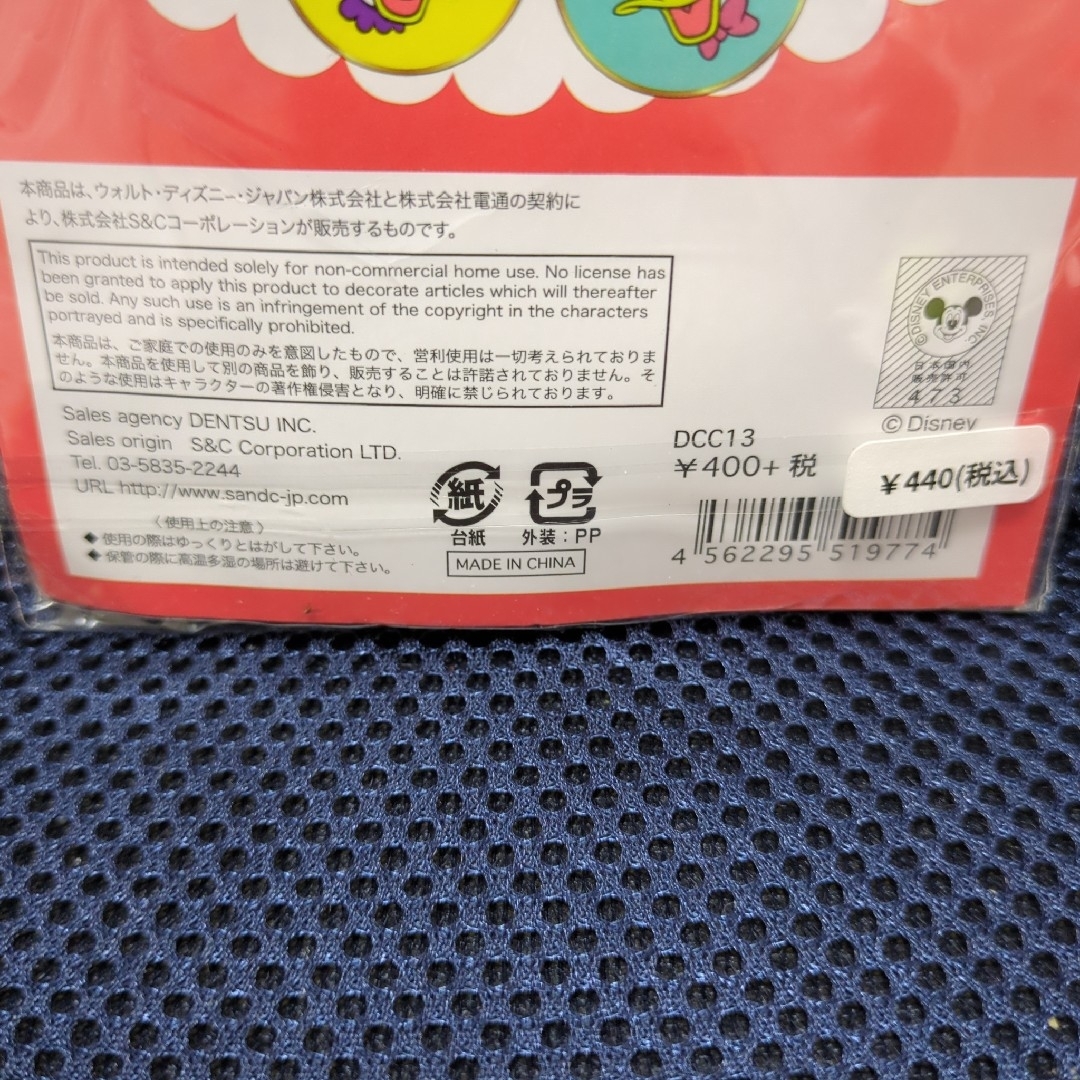 本商品は、ウォルト・ディズニー・ジャパン株式会社と株式会社電通の契約に
より、株式会社S&Cコーポレーションが販売するものです。
This product is intended solely for non-commercial home use. No license has
been granted to apply this product to decorate articles which will thereafter
be sold. Any such use is an infringement of the copyright in the characters
portrayed and is specifically prohibited.
本商品は、ご家庭での使用のみを意図したもので、営利使用は一切考えられておりま
せん。本商品を使用して別の商品を飾り、販売することは許諾されておりません。そ
のような使用はキャラクターの著作権侵害となり、明確に禁じられております。
Sales agency DENTSU INC.
Sales origin S&C Corporation LTD.
Tel. 03-5835-2244
URL http://www.sandc-jp.com
〈使用上の注意〉
◆使用の際はゆっくりとはがして下さい。
◆保管の際に高温多湿の場所は避けて下さい。
紙
台紙
プラ
外装：PP
MADE IN CHINA
©DISNEY ENTERPRISES INC
日本国内
販売許可
473
©Disney
DCC13
¥400+税
¥440(税込)
4 562295 519774